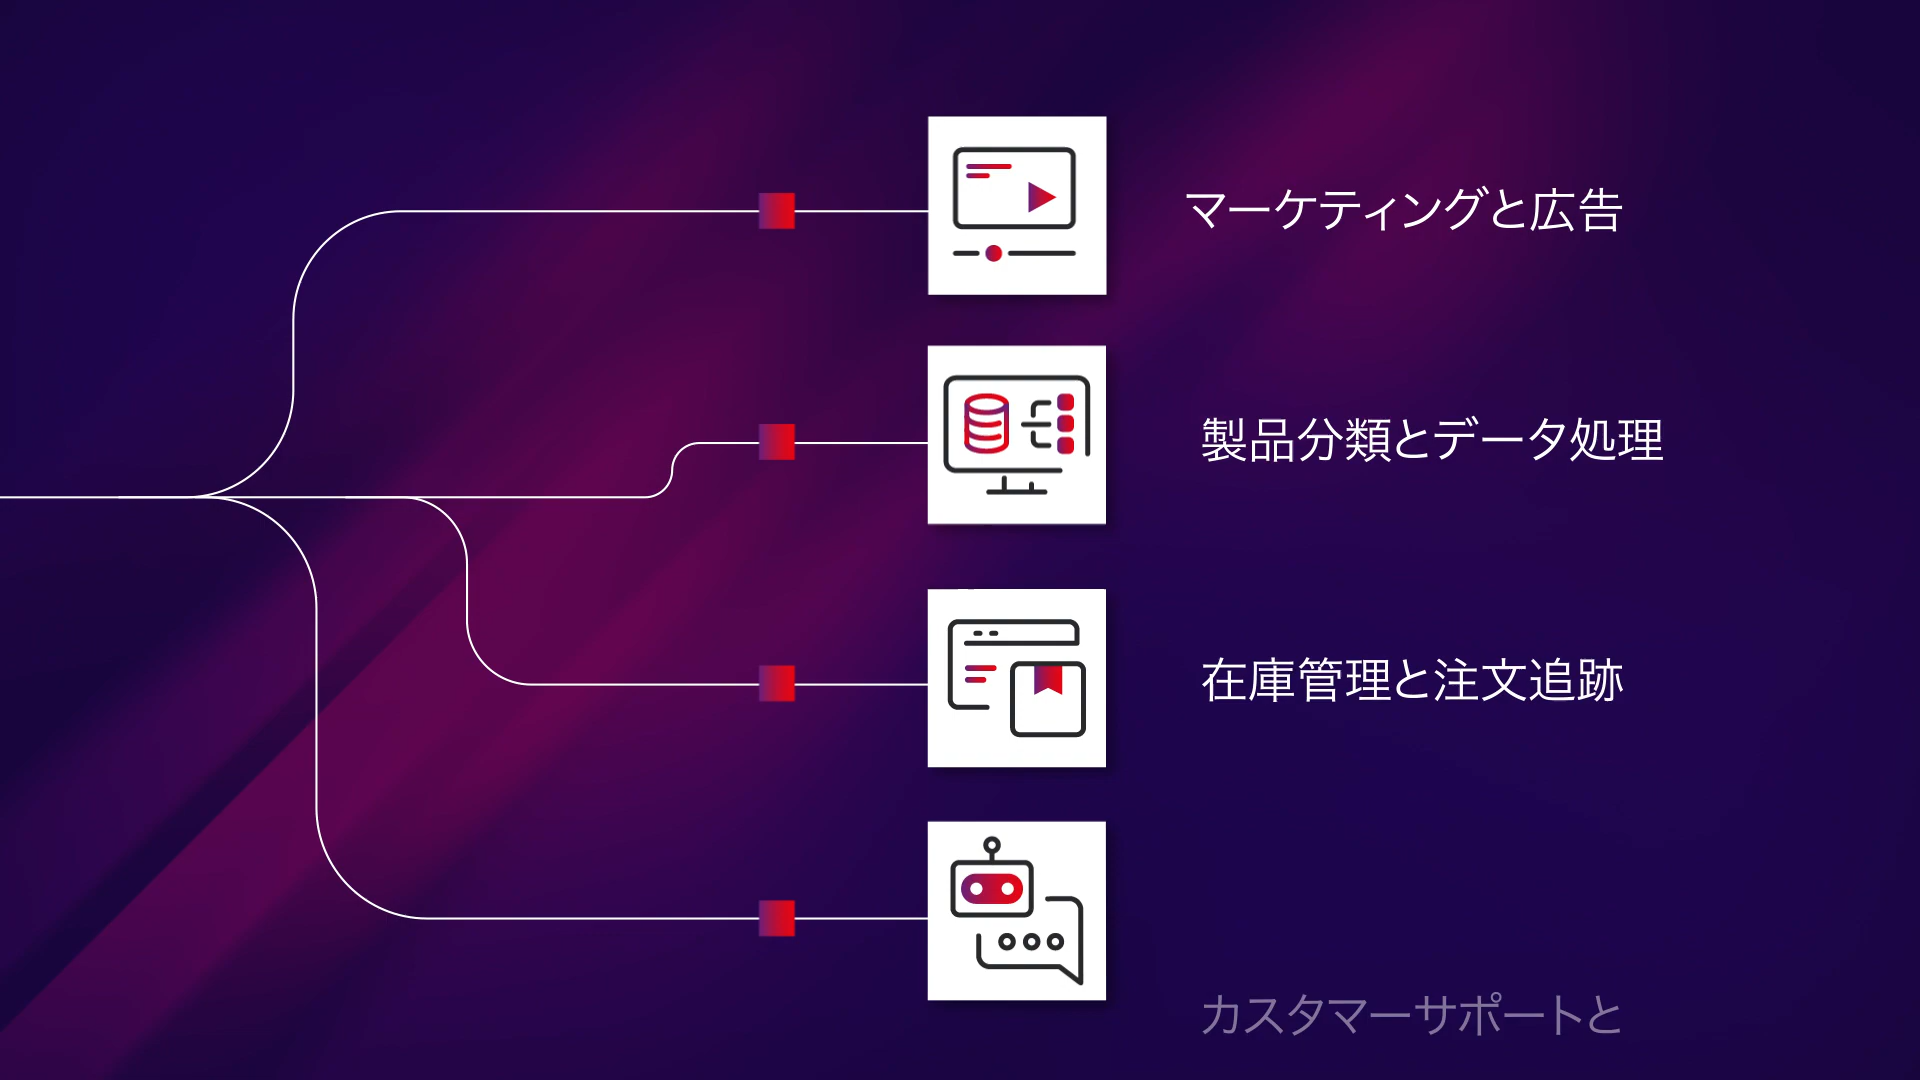 マーケティングと広告
製品分類とデータ処理
在庫管理と注文追跡
カスタマーサポートと